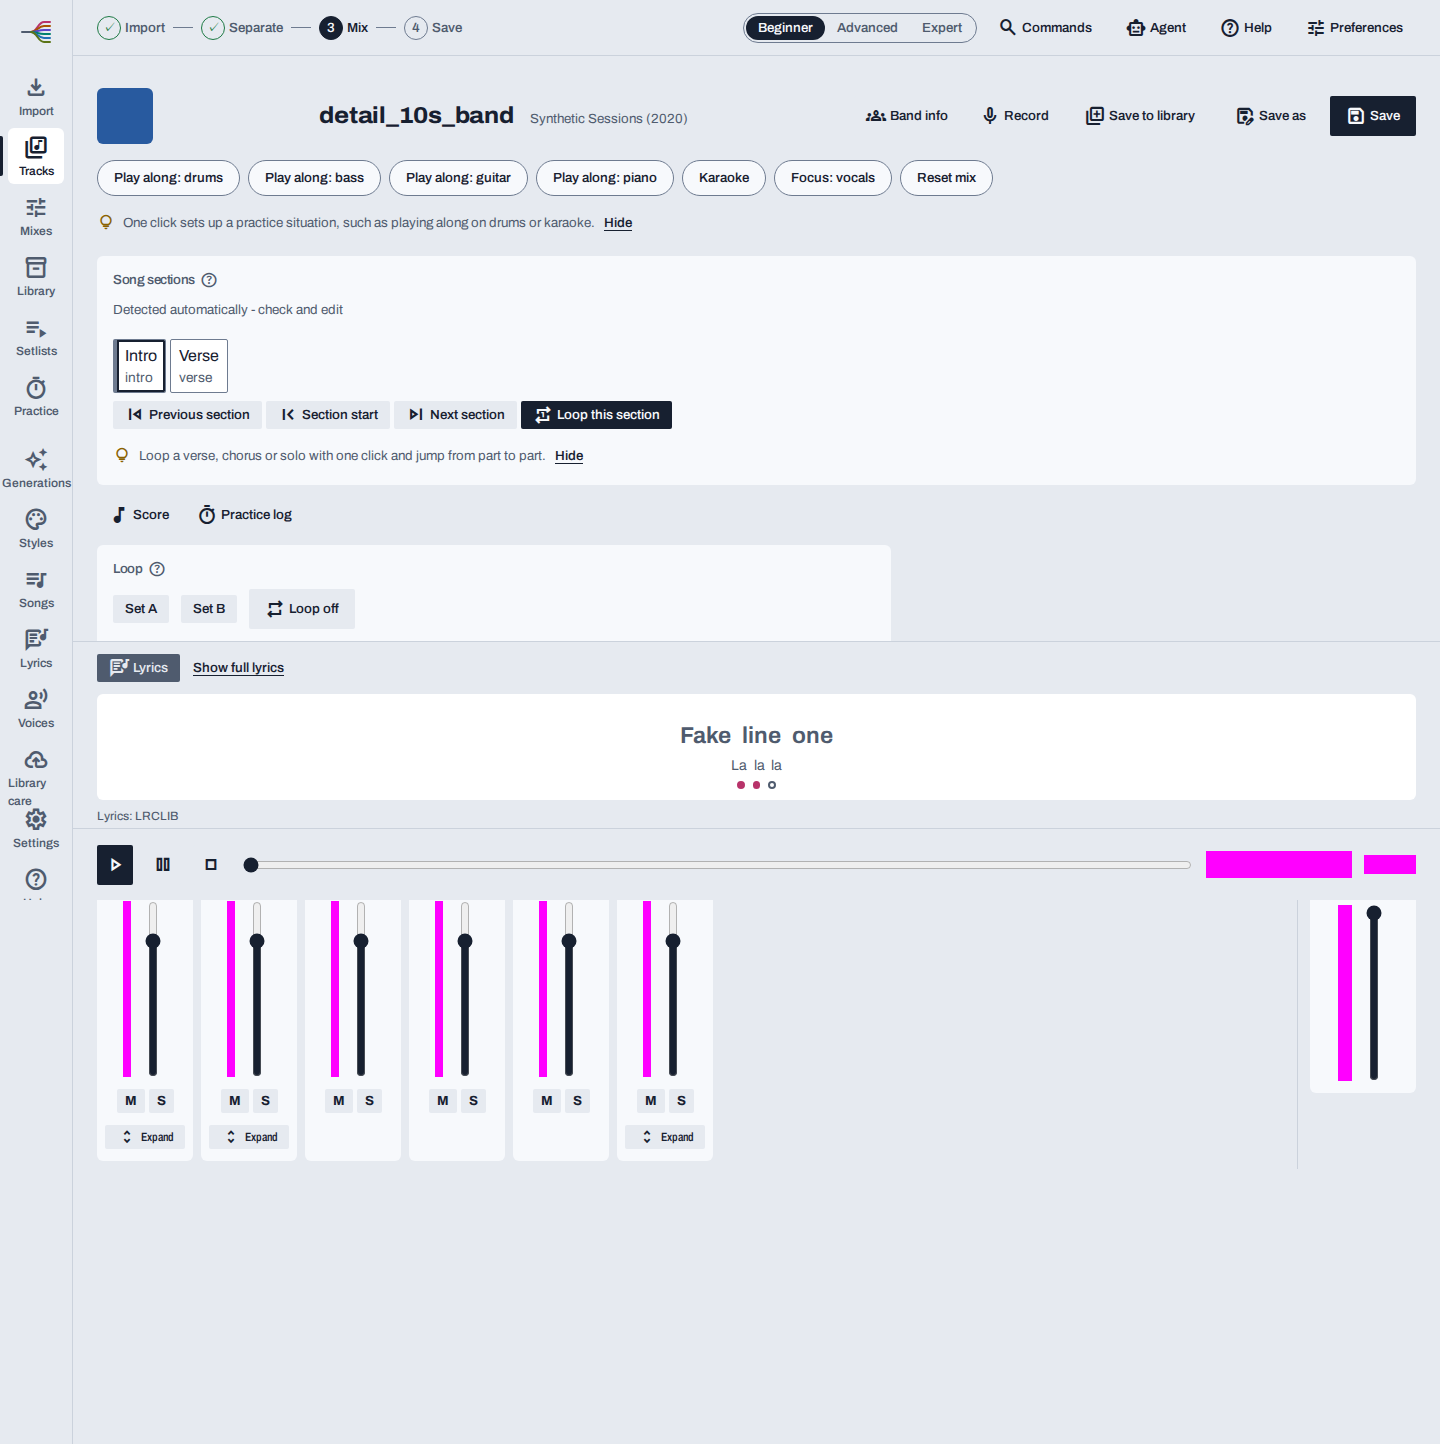 Import
Separate
3 Mix
4 Save
Beginner
Advanced
Expert
Commands
Agent
Help
Preferences
Import
Tracks
Mixes
Library
Setlists
Practice
Generations
Styles
Songs
Lyrics
Voices
Library
care
Settings
detail_10s_band
Synthetic Sessions (2020)
Band info
Record
Save to library
Save as
Save
Play along: drums
Play along: bass
Play along: guitar
Play along: piano
Karaoke
Focus: vocals
Reset mix
One click sets up a practice situation, such as playing along on drums or karaoke. Hide
Song sections
Detected automatically - check and edit
Intro
intro
Verse
verse
Previous section
Section start
Next section
Loop this section
Loop a verse, chorus or solo with one click and jump from part to part. Hide
Score
Practice log
Loop
Set A
Set B
Loop off
Lyrics
Show full lyrics
Fake line one
La la la
Lyrics: LRCLIB
M S
M S
M S
M S
M S
M S
Expand
Expand
Expand